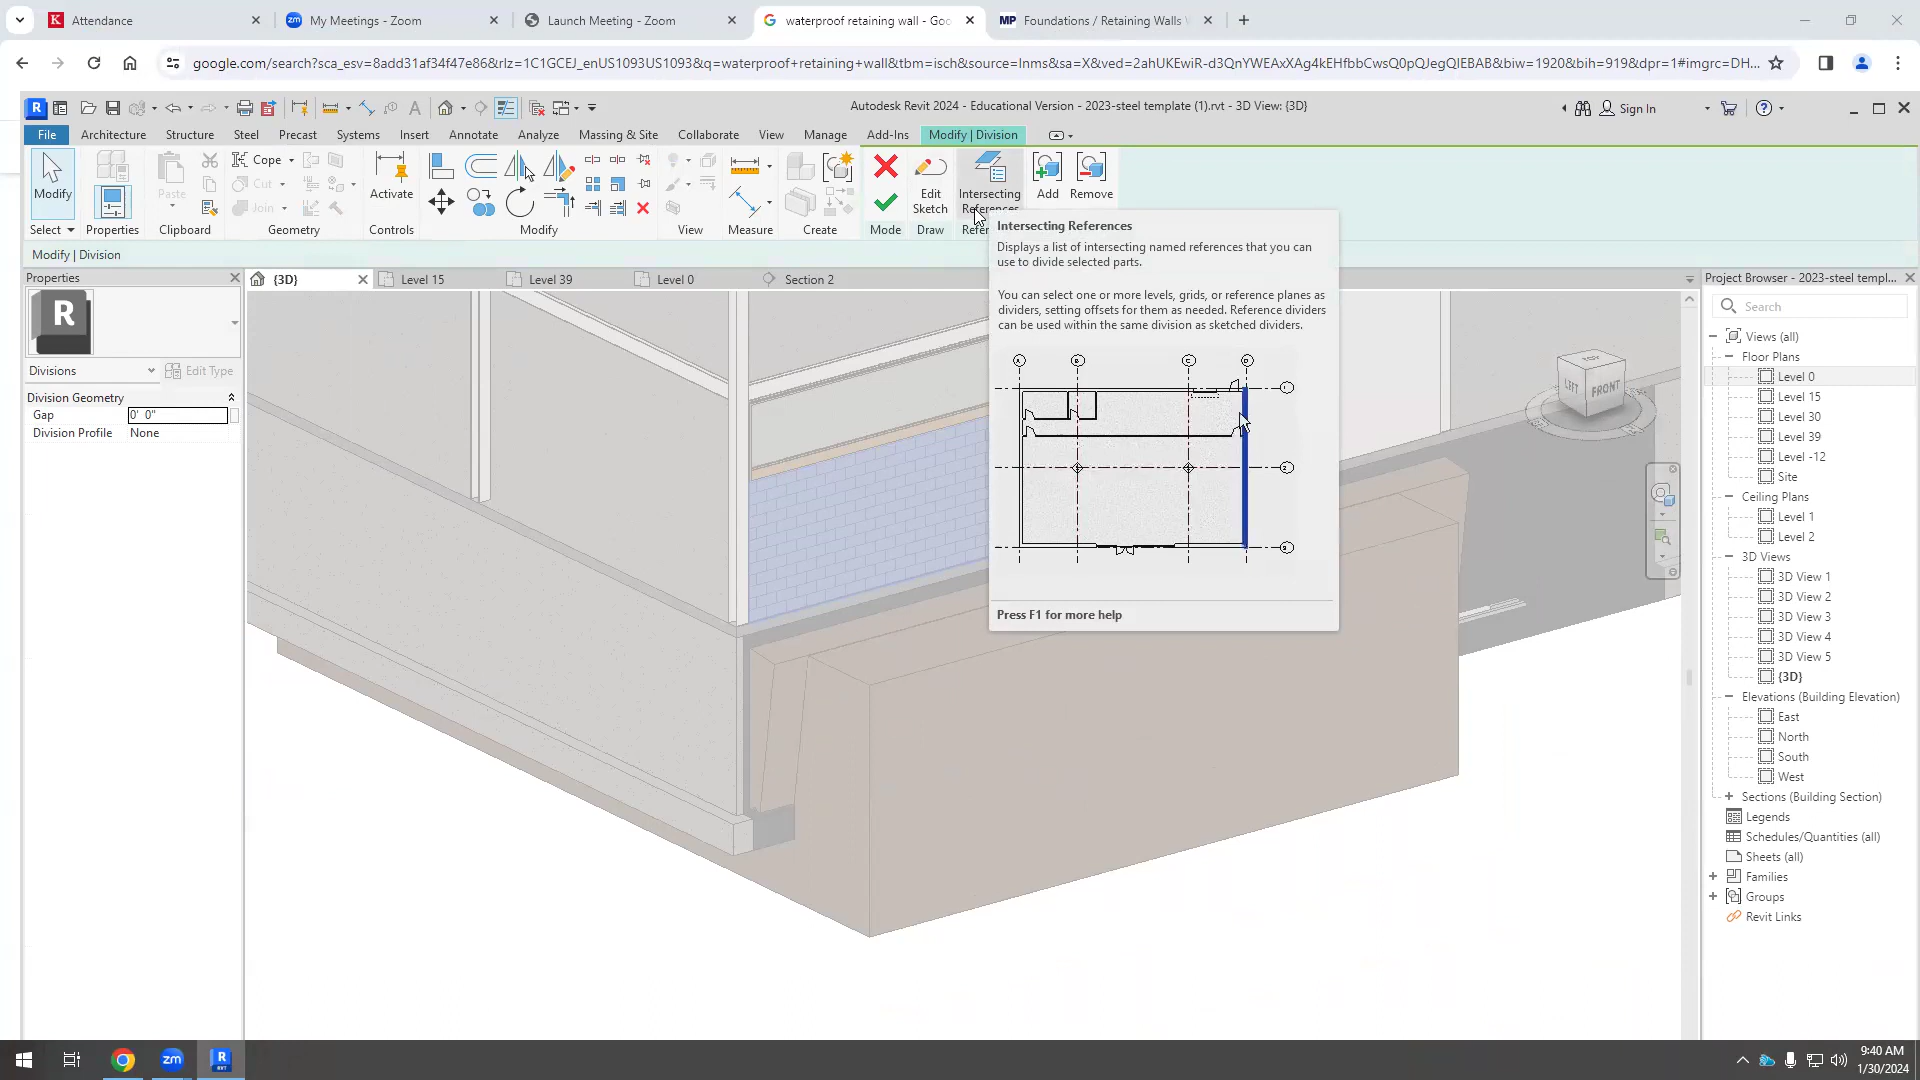 Attendance
My Meetings - Zoom
Launch Meeting - Zoom
waterproof retaining wall - Goo
MP
Foundations / Retaining Walls
google.com/search?sca_esv=8add31af34f47e86&rlz=1C1GCEJ_enUS1093US1093&q=waterproof+retaining+wall&tbm=isch&source=lnms&sa=X&ved=2ahUKEwiR-d3QnYWEAxXAg4kEHfbbCwsQ0pQJegQIEBAB&biw=1920&bih=919&dpr=1#imgrc=DH...
Autodesk Revit 2024 - Educational Version - 2023-steel template (1).rvt - 3D View: {3D}
Sign In
File
Architecture
Structure
Steel
Precast
Systems
Insert
Annotate
Analyze
Massing & Site
Collaborate
View
Manage
Add-Ins
Modify | Division
Modify
Paste
Cope
Cut
Join
Activate
Edit
Sketch
Intersecting
References
Add
Remove
Select
Properties
Clipboard
Geometry
Controls
Modify
View
Measure
Create
Mode
Draw
Modify | Division
Properties
R
Divisions
Edit Type
Division Geometry
Gap
0' 0"
Division Profile
None
{3D}
Level 15
Level 39
Level 0
Section 2
Intersecting References
Displays a list of intersecting named references that you can
use to divide selected parts.
You can select one or more levels, grids, or reference planes as
dividers, setting offsets for them as needed. Reference dividers
can be used within the same division as sketched dividers.
A
B
C
D
1
2
3
Press F1 for more help
TOP
LEFT
FRONT
Project Browser - 2023-steel templ...
Search
Views (all)
Floor Plans
Level 0
Level 15
Level 30
Level 39
Level -12
Site
Ceiling Plans
Level 1
Level 2
3D Views
3D View 1
3D View 2
3D View 3
3D View 4
3D View 5
{3D}
Elevations (Building Elevation)
East
North
South
West
Sections (Building Section)
Legends
Schedules/Quantities (all)
Sheets (all)
Families
Groups
Revit Links
zm
R
RVT
9:40 AM
1/30/2024